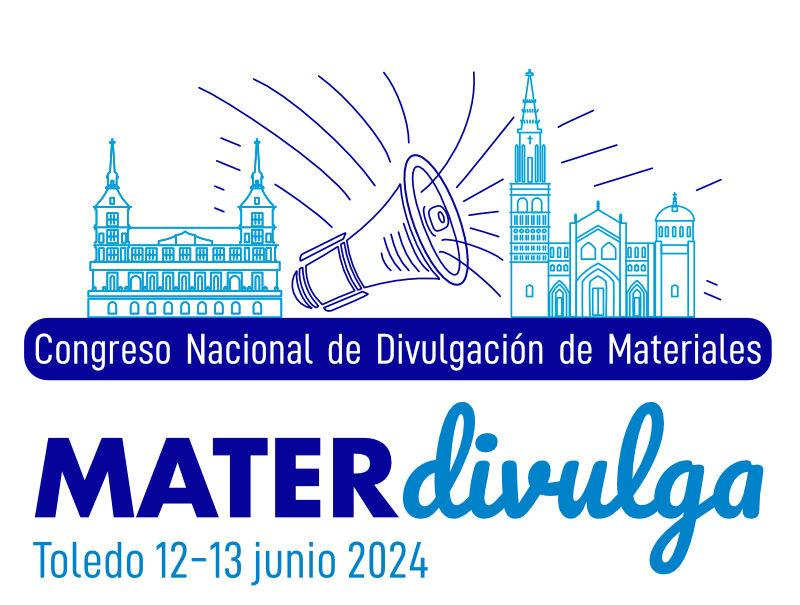 Congreso Nacional de Divulgación de Materiales
MATERdivulga
Toledo 12-13 junio 2024